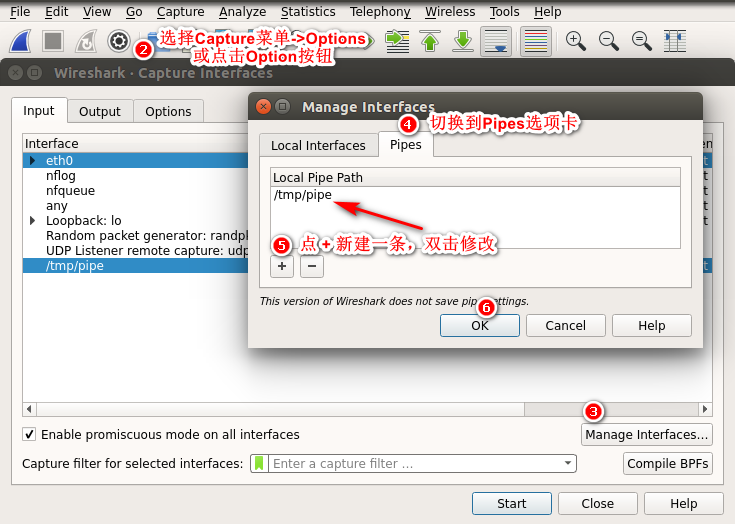 File Edit View Go Capture Analyze Statistics Telephony Wireless Tools Help
2 选择Capture菜单->Options
或点击Option按钮
Wireshark · Capture Interfaces
Input Output Options
Interface
eth0
nflog
nfqueue
any
Loopback: lo
Random packet generator: randpk
UDP Listener remote capture: udp
/tmp/pipe
Manage Interfaces
4 切换到Pipes选项卡
Local Interfaces Pipes
Local Pipe Path
/tmp/pipe
5 点 + 新建一条，双击修改
+ −
This version of Wireshark does not save pipe settings.
6
OK Cancel Help
3
Enable promiscuous mode on all interfaces
Manage Interfaces…
Capture filter for selected interfaces: Enter a capture filter …
Compile BPFs
Start Close Help